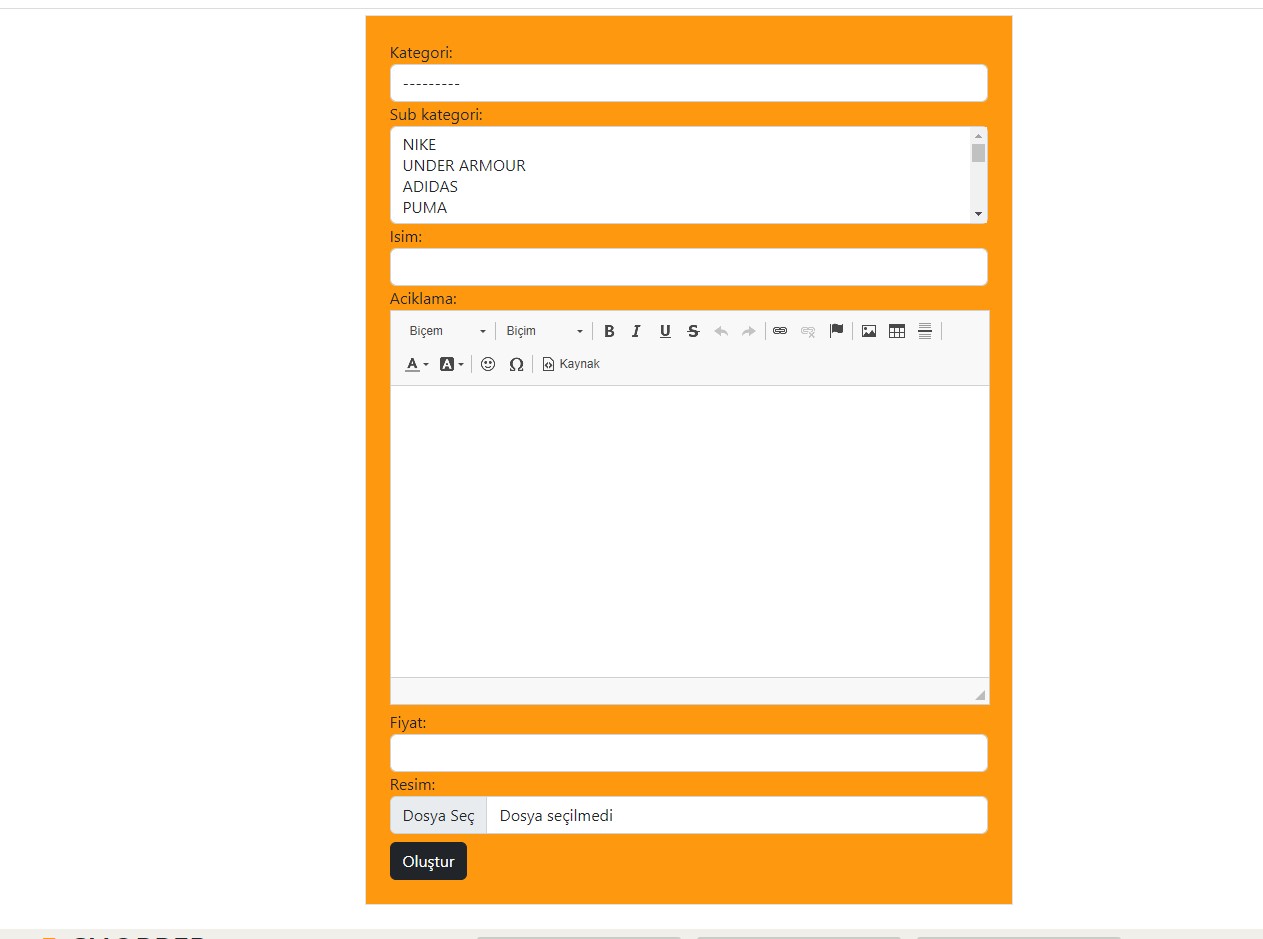 Kategori:
---------
Sub kategori:
NIKE
UNDER ARMOUR
ADIDAS
PUMA
Isim:
Aciklama:
Biçem Biçim B I U S
A A Ω Kaynak
Fiyat:
Resim:
Dosya Seç Dosya seçilmedi
Oluştur